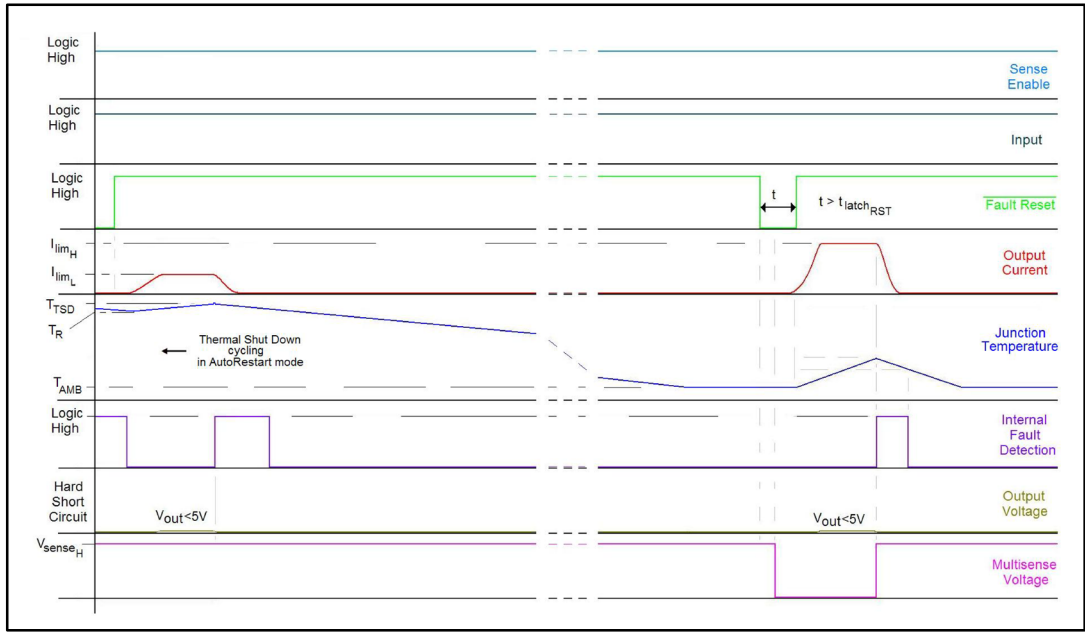 Logic
High
Sense
Enable
Logic
High
Input
Logic
High
t
t > tlatchRST
Fault Reset
IlimH
Output
Current
IlimL
TTSD
TR
Thermal Shut Down
cycling
in AutoRestart mode
Junction
Temperature
TAMB
Logic
High
Internal
Fault
Detection
Hard
Short
Circuit
Vout<5V
Vout<5V
Output
Voltage
VsenseH
Multisense
Voltage